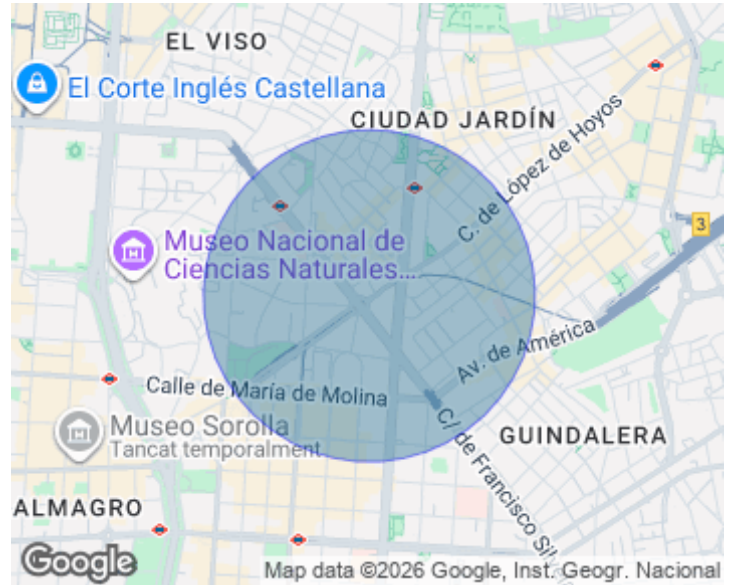 EL VISO
El Corte Inglés Castellana
CIUDAD JARDÍN
C. de López de Hoyos
3
Museo Nacional de
Ciencias Naturales...
Av. de América
Calle de María de Molina
Museo Sorolla
Tancat temporalment
C/ de Francisco Sil
GUINDALERA
ALMAGRO
Google
Map data ©2026 Google, Inst. Geogr. Nacional